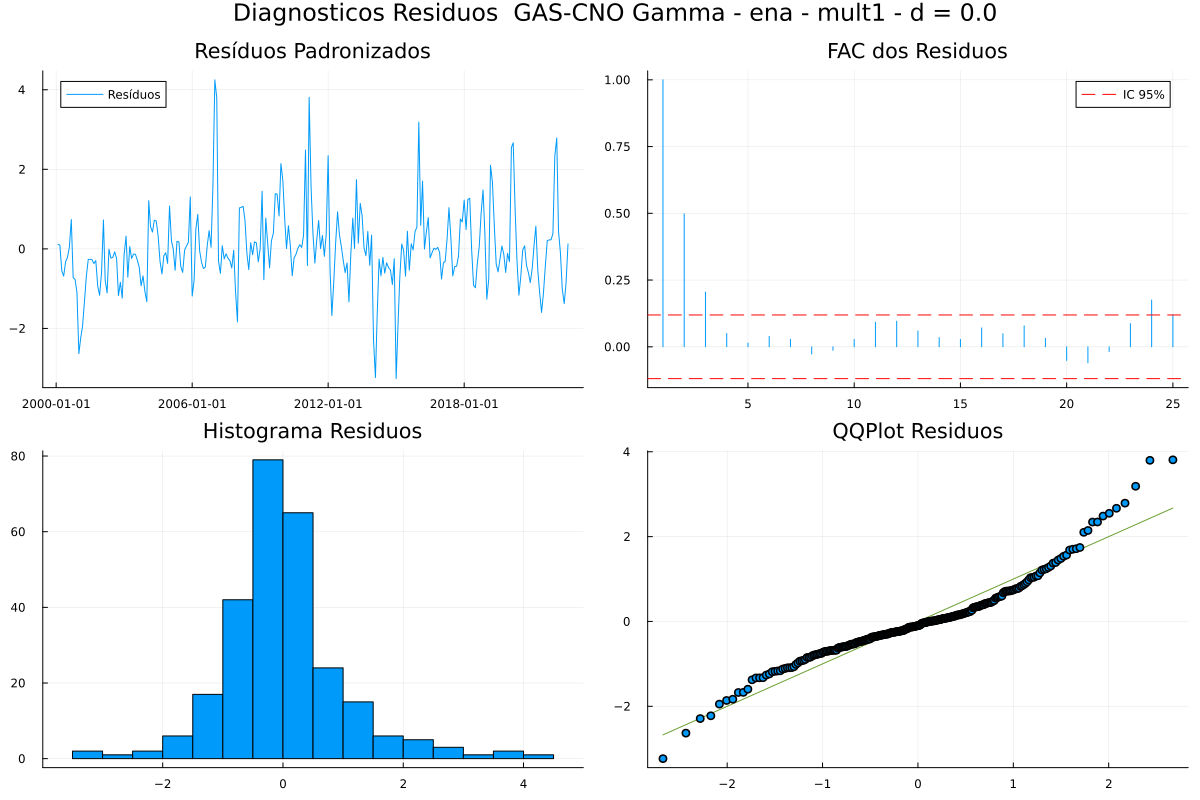 Diagnosticos Residuos  GAS-CNO Gamma - ena - mult1 - d = 0.0
Resíduos Padronizados
Resíduos
4
2
0
−2
2000-01-01 2006-01-01 2012-01-01 2018-01-01
FAC dos Residuos
IC 95%
1.00
0.75
0.50
0.25
0.00
5 10 15 20 25
Histograma Residuos
80
60
40
20
0
−2 0 2 4
QQPlot Residuos
4
2
0
−2
−2 −1 0 1 2